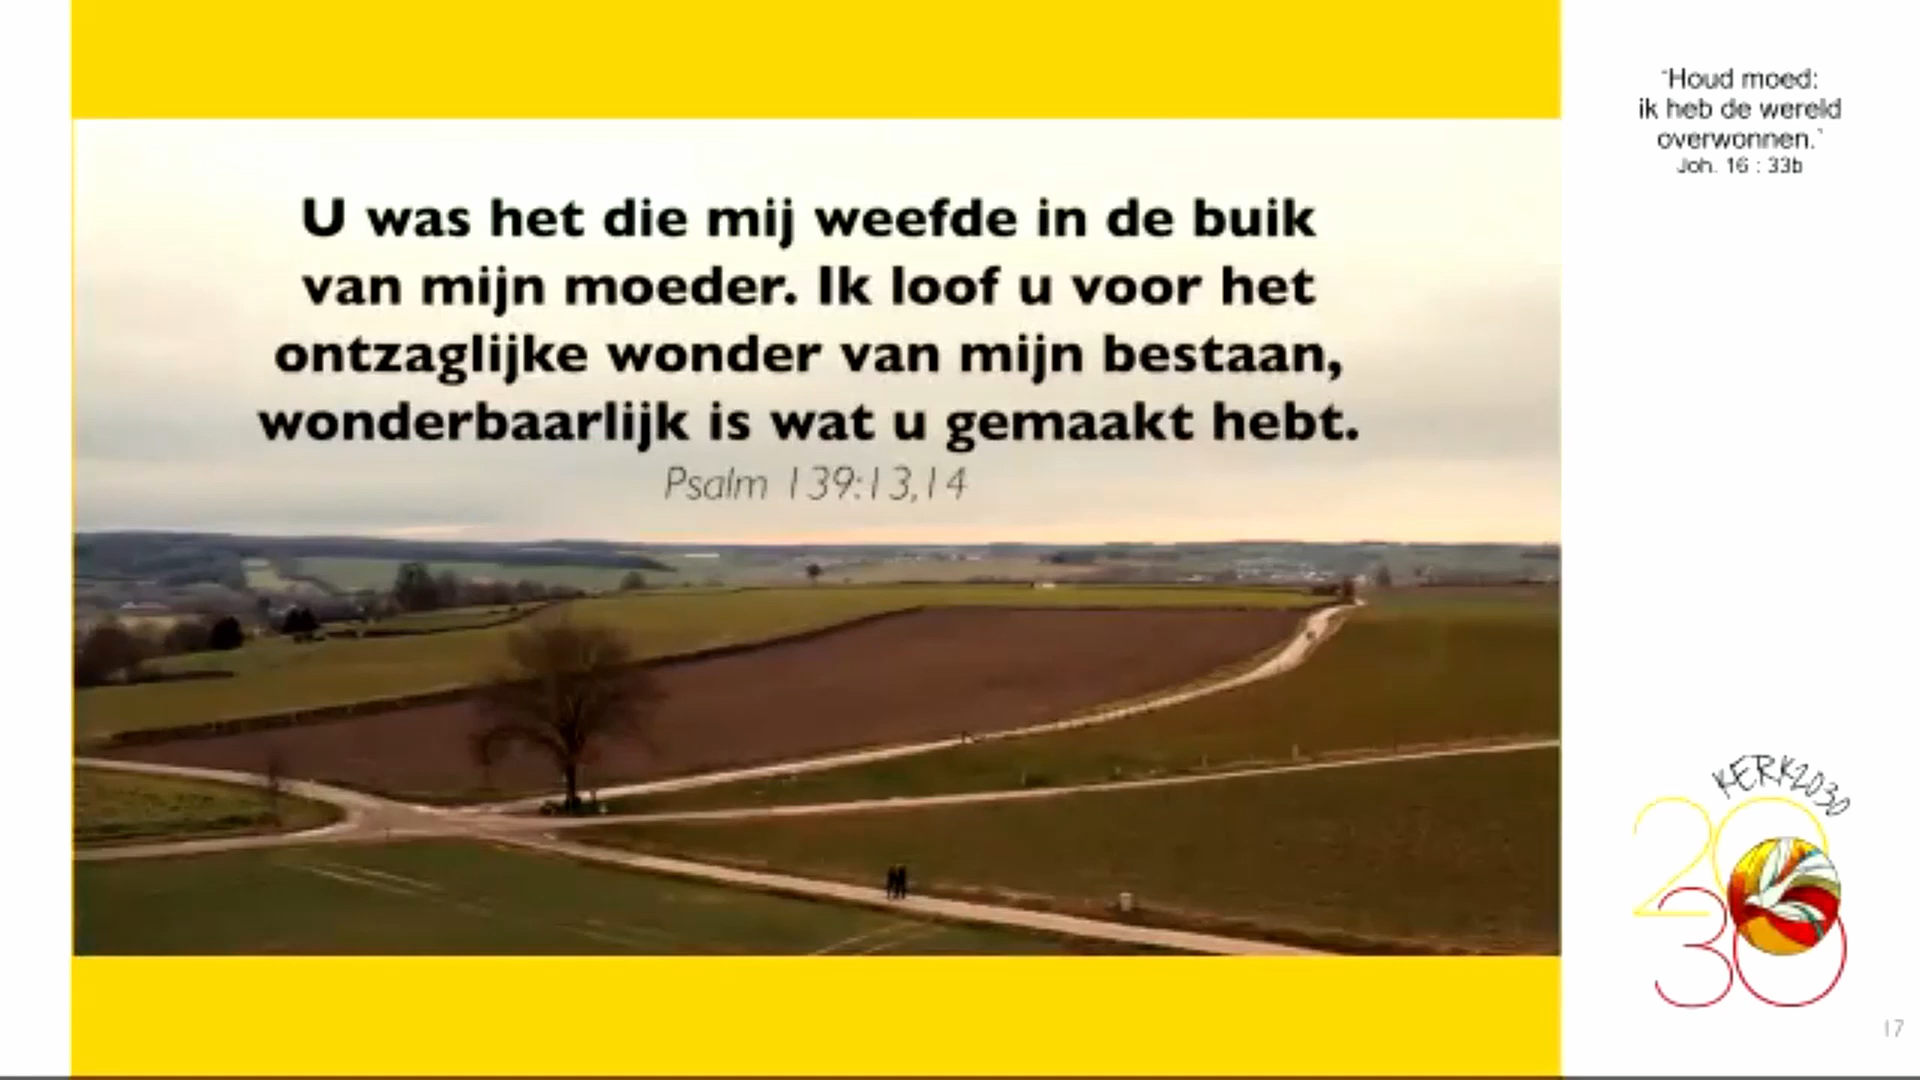 U was het die mij weefde in de buik
van mijn moeder. Ik loof u voor het
ontzaglijke wonder van mijn bestaan,
wonderbaarlijk is wat u gemaakt hebt.
Psalm 139:13,14
`Houd moed:
ik heb de wereld
overwonnen.`
Joh. 16 : 33b
KERK2030
20
30
17